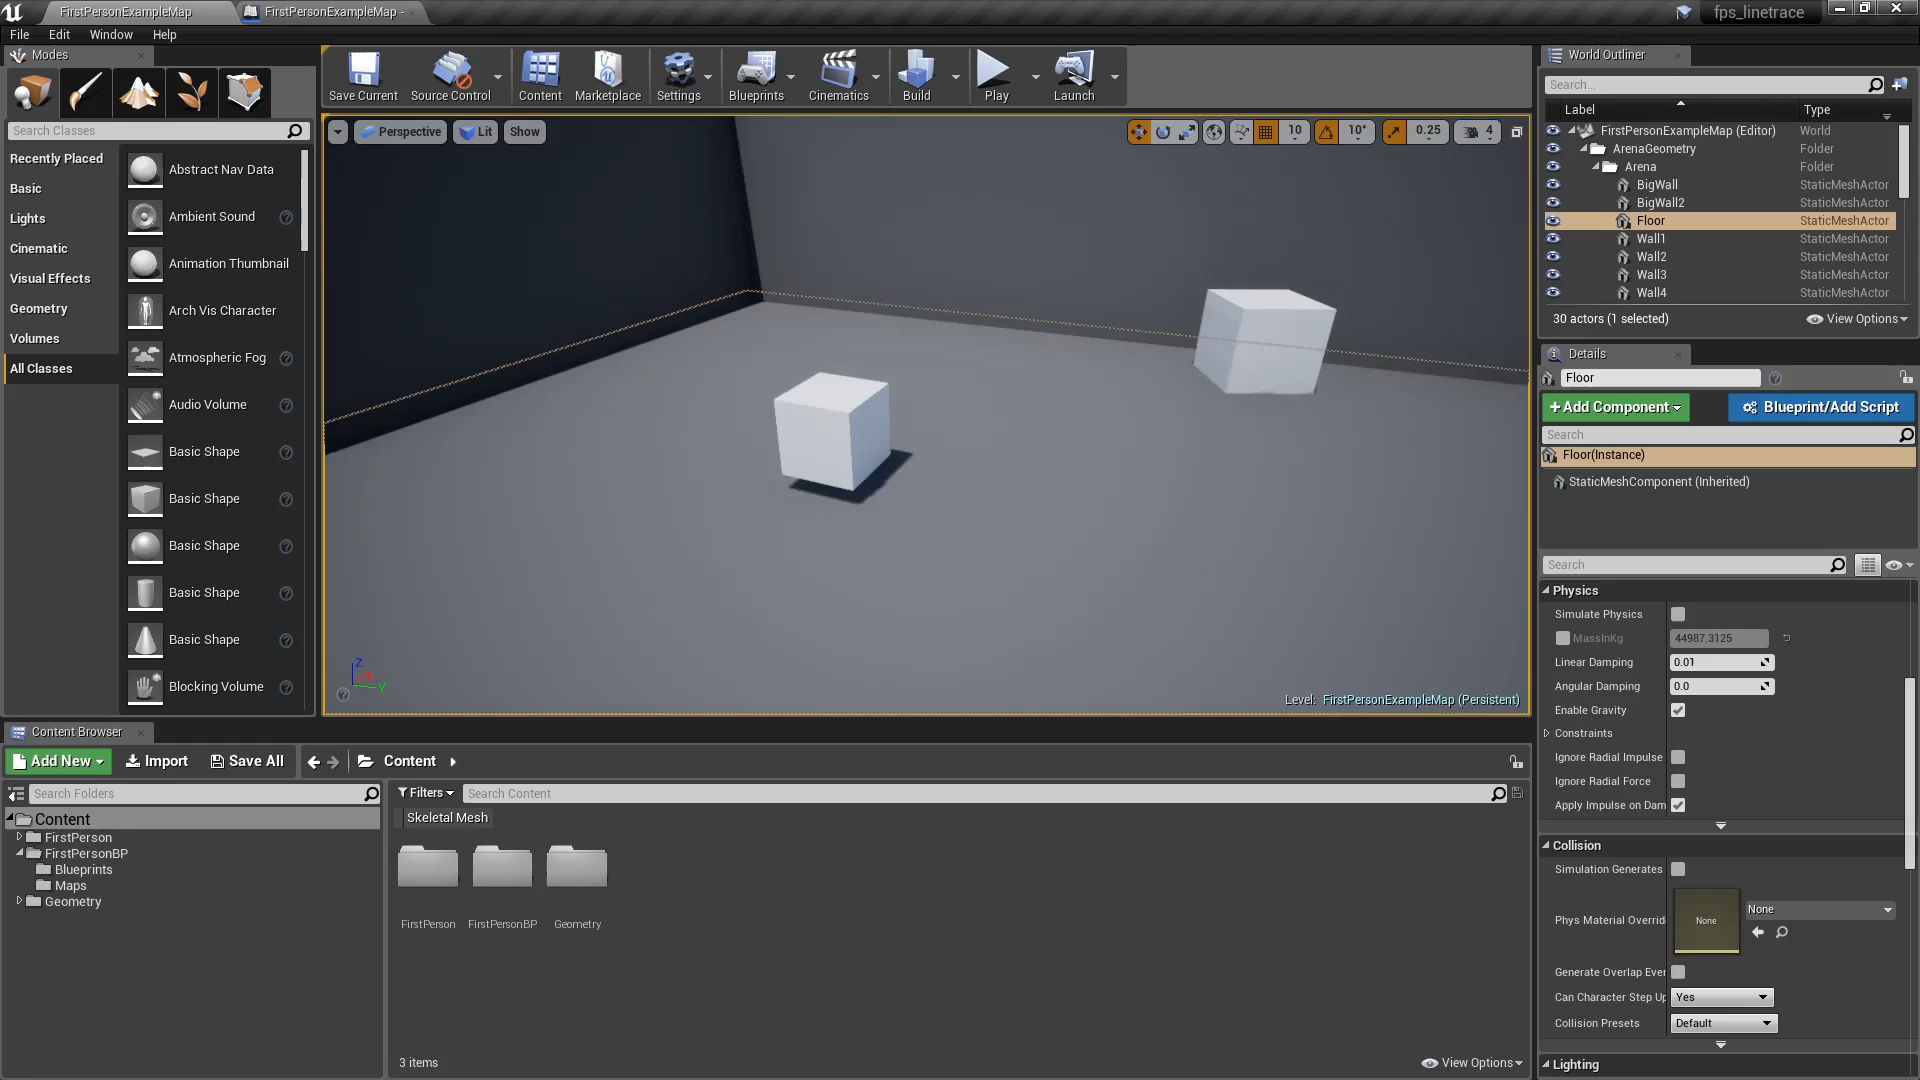 FirstPersonExampleMap
FirstPersonExampleMap -
fps_linetrace
File Edit Window Help
Modes
Search Classes
Recently Placed
Basic
Lights
Cinematic
Visual Effects
Geometry
Volumes
All Classes
Abstract Nav Data
Ambient Sound
Animation Thumbnail
Arch Vis Character
Atmospheric Fog
Audio Volume
Basic Shape
Basic Shape
Basic Shape
Basic Shape
Basic Shape
Blocking Volume
Save Current Source Control Content Marketplace Settings Blueprints Cinematics Build Play Launch
Perspective Lit Show
10 10° 0.25 4
Z
X
Y
Level: FirstPersonExampleMap (Persistent)
World Outliner
Search...
Label Type
FirstPersonExampleMap (Editor) World
ArenaGeometry Folder
Arena Folder
BigWall StaticMeshActor
BigWall2 StaticMeshActor
Floor StaticMeshActor
Wall1 StaticMeshActor
Wall2 StaticMeshActor
Wall3 StaticMeshActor
Wall4 StaticMeshActor
30 actors (1 selected) View Options
Details
Floor
+Add Component Blueprint/Add Script
Search
Floor(Instance)
StaticMeshComponent (Inherited)
Search
Physics
Simulate Physics
MassInKg 44987.3125
Linear Damping 0.01
Angular Damping 0.0
Enable Gravity
Constraints
Ignore Radial Impulse
Ignore Radial Force
Apply Impulse on Dam
Collision
Simulation Generates
Phys Material Overrid None None
Generate Overlap Ever
Can Character Step Up Yes
Collision Presets Default
Lighting
Content Browser
Add New Import Save All Content
Search Folders
Content
FirstPerson
FirstPersonBP
Blueprints
Maps
Geometry
Filters Search Content
Skeletal Mesh
FirstPerson FirstPersonBP Geometry
3 items View Options